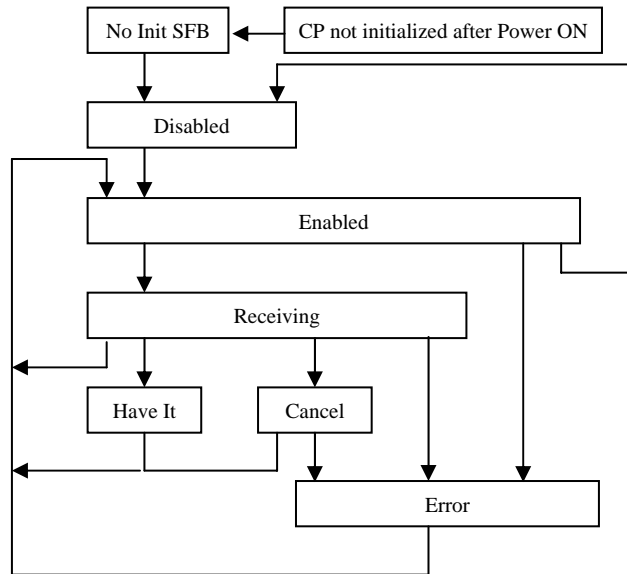 No Init SFB
CP not initialized after Power ON
Disabled
Enabled
Receiving
Have It
Cancel
Error